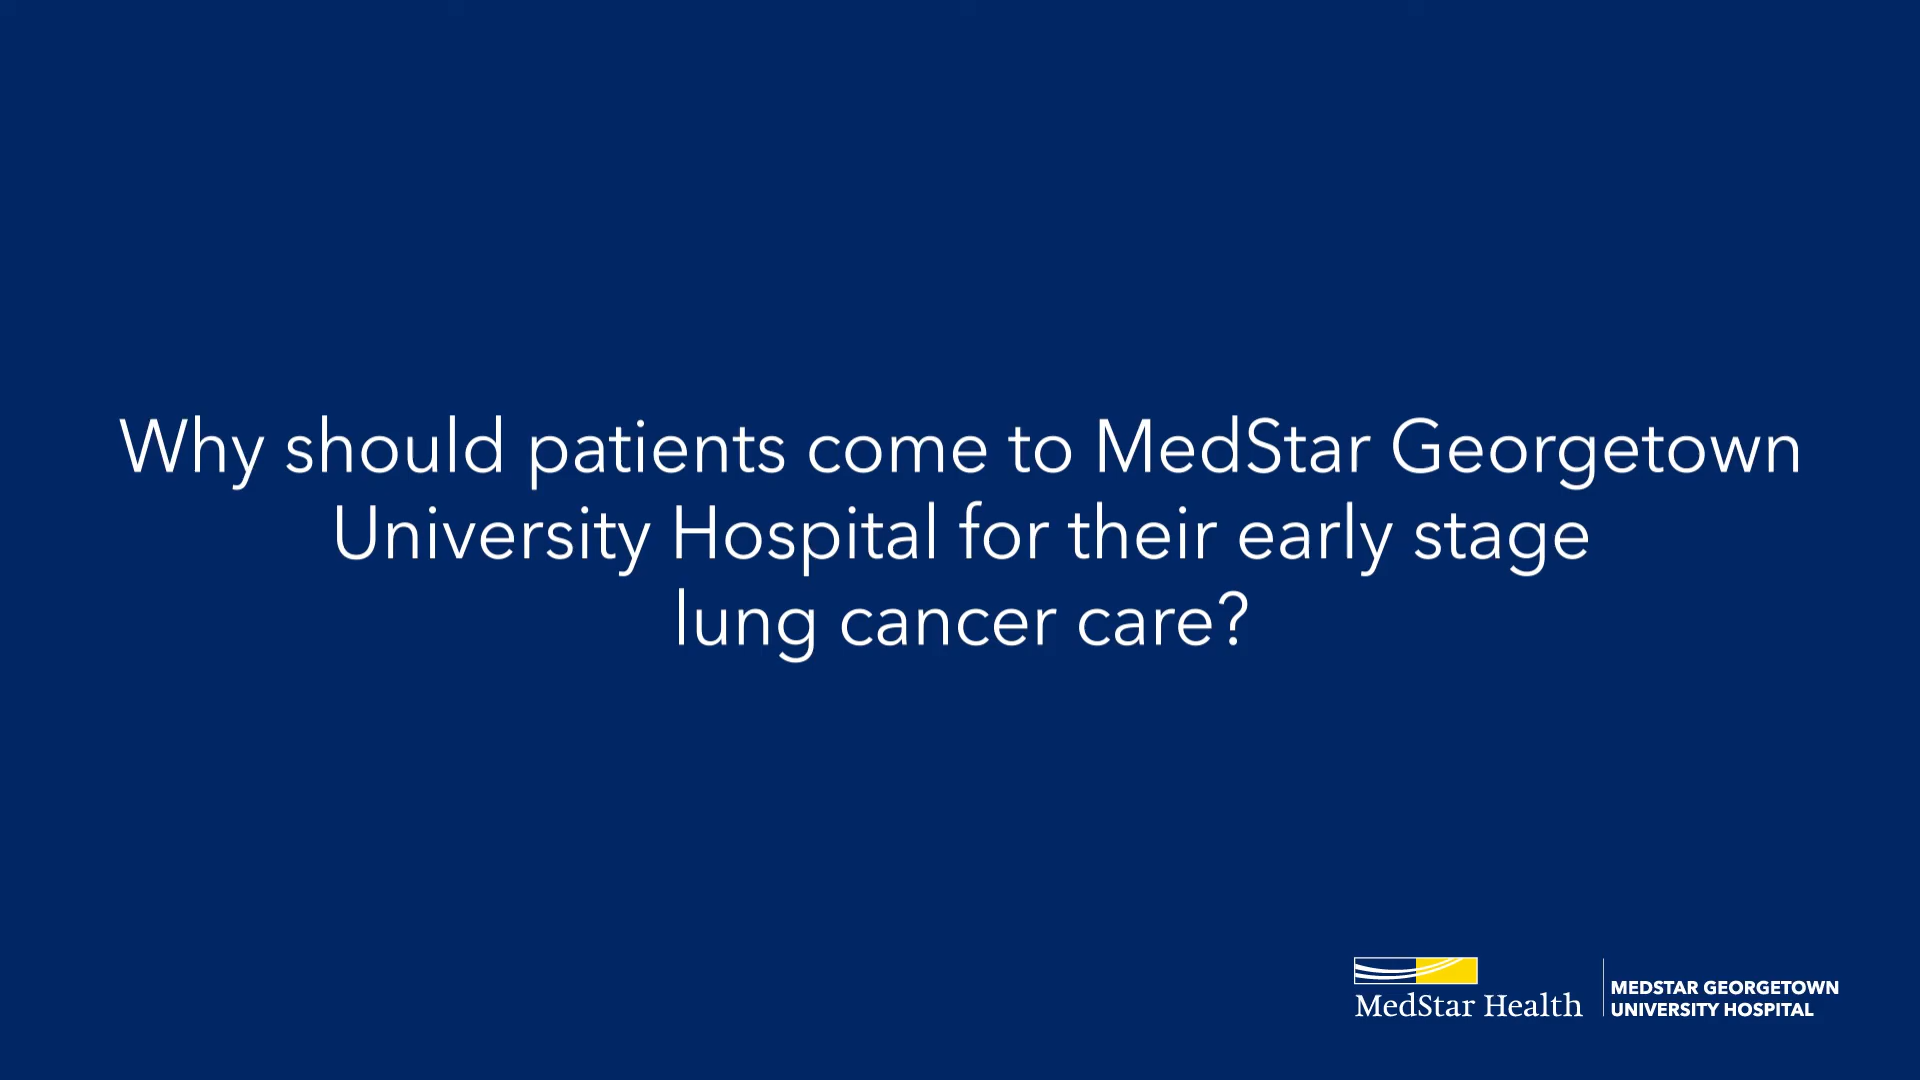 Why should patients come to MedStar Georgetown
University Hospital for their early stage
lung cancer care?
MedStar Health
MEDSTAR GEORGETOWN
UNIVERSITY HOSPITAL